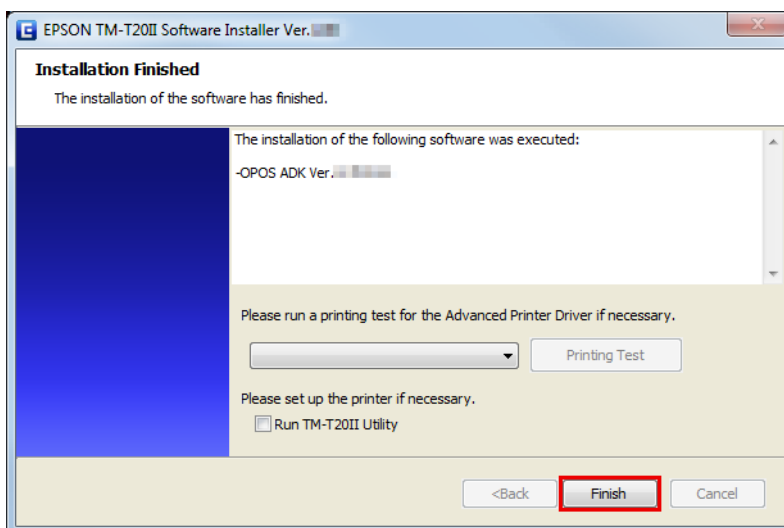 EPSON TM-T20II Software Installer Ver.
Installation Finished
The installation of the software has finished.
The installation of the following software was executed:
-OPOS ADK Ver.
Please run a printing test for the Advanced Printer Driver if necessary.
Printing Test
Please set up the printer if necessary.
Run TM-T20II Utility
<Back Finish Cancel